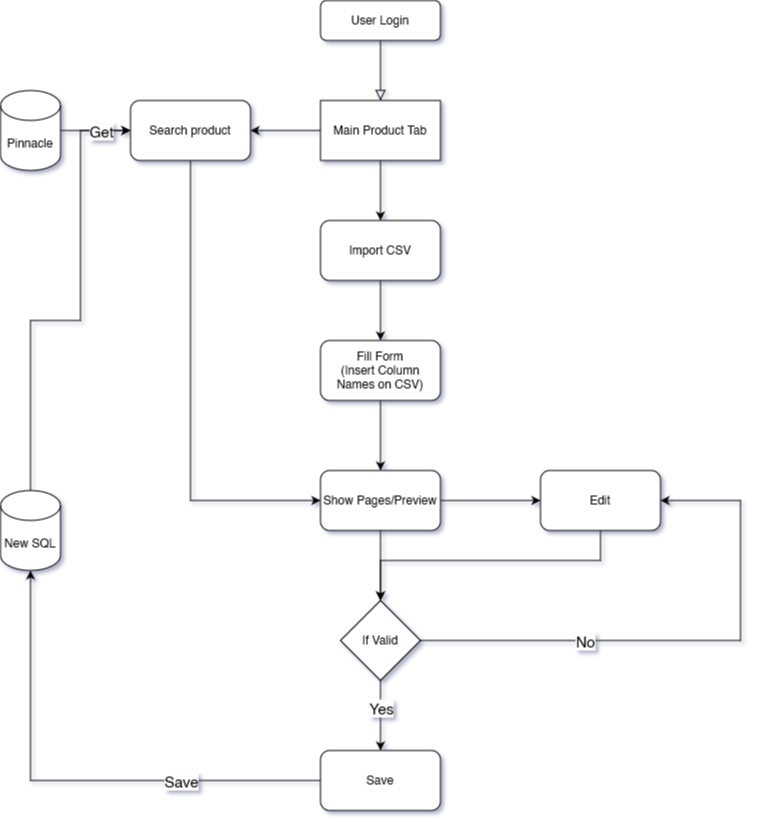 User Login
Pinnacle
Get
Search product
Main Product Tab
Import CSV
Fill Form
(Insert Column
Names on CSV)
Show Pages/Preview
Edit
New SQL
If Valid
No
Yes
Save
Save